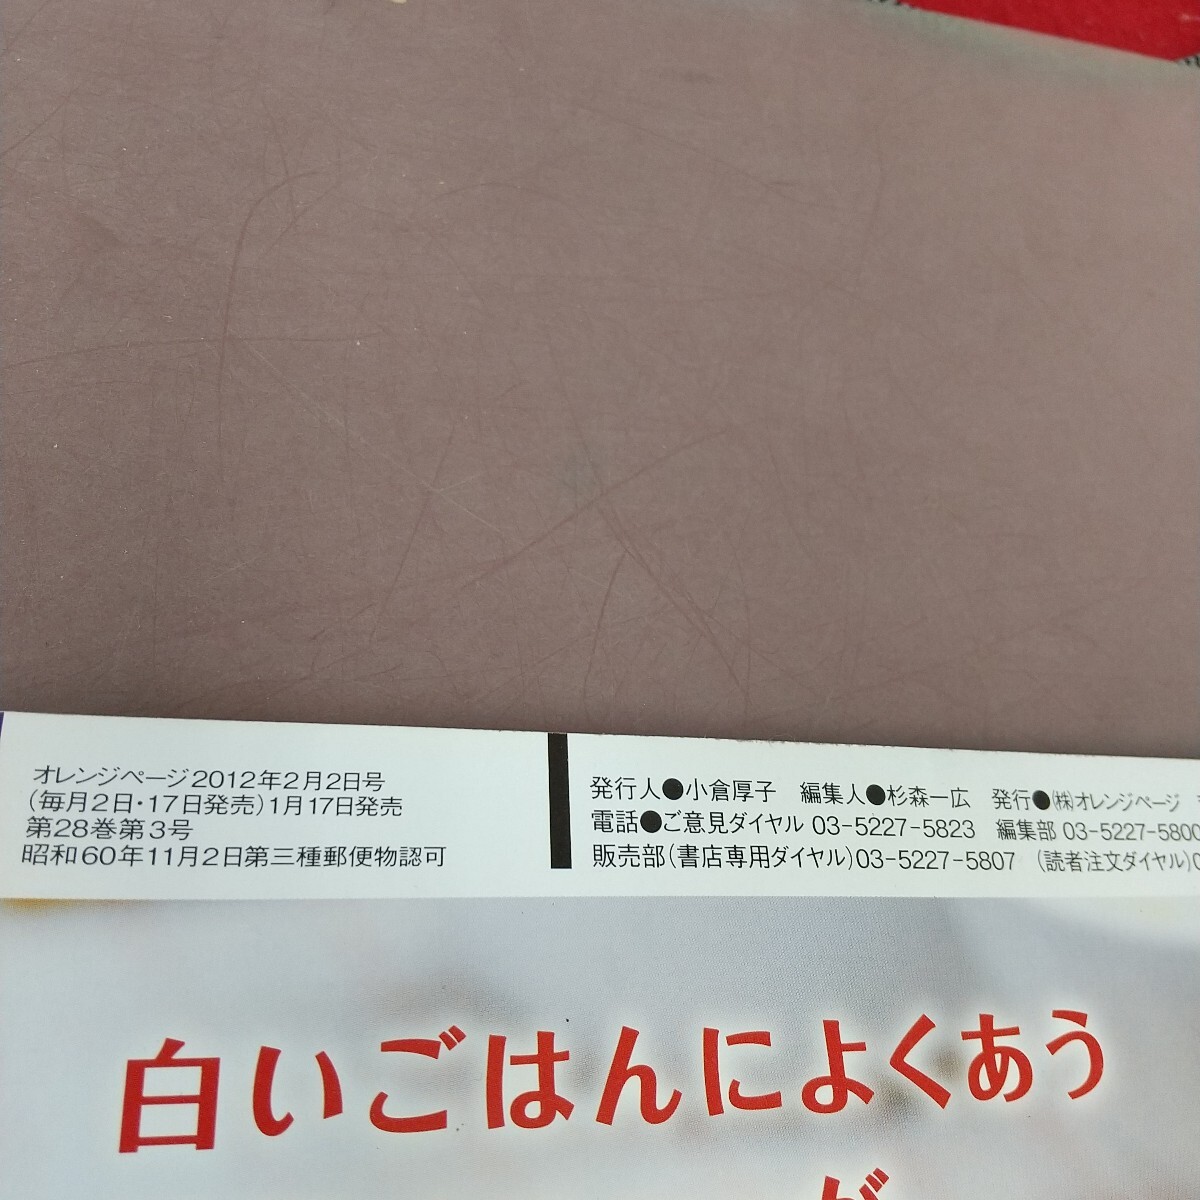 オレンジページ2012年2月2日号
(毎月2日・17日発売)1月17日発売
第28巻第3号
昭和60年11月2日第三種郵便物認可
発行人●小倉厚子　編集人●杉森一広　発行●㈱オレンジページ
電話●ご意見ダイヤル 03-5227-5823　編集部 03-5227-5800
販売部(書店専用ダイヤル)03-5227-5807　(読者注文ダイヤル)0
白いごはんによくあう
が